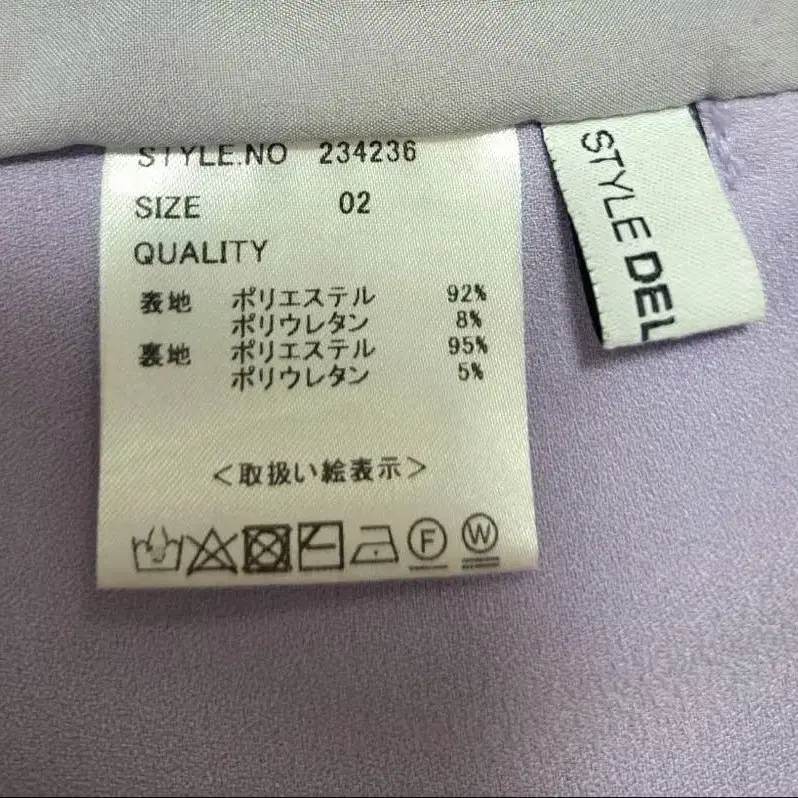 STYLE.NO 234236
SIZE 02
QUALITY
表地 ポリエステル 92%
ポリウレタン 8%
裏地 ポリエステル 95%
ポリウレタン 5%
<取扱い絵表示>
F W
STYLE DEL